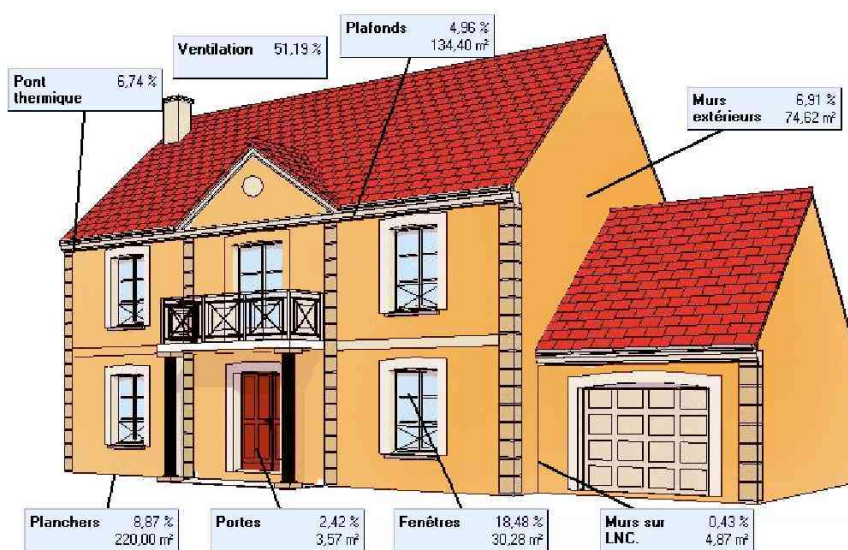 Plafonds 4,96 %
134,40 m²
Ventilation 51,19 %
Pont 6,74 %
thermique
Murs 6,91 %
extérieurs 74,62 m²
Planchers 8,87 %
220,00 m²
Portes 2,42 %
3,57 m²
Fenêtres 18,48 %
30,28 m²
Murs sur 0,43 %
LNC. 4,87 m²